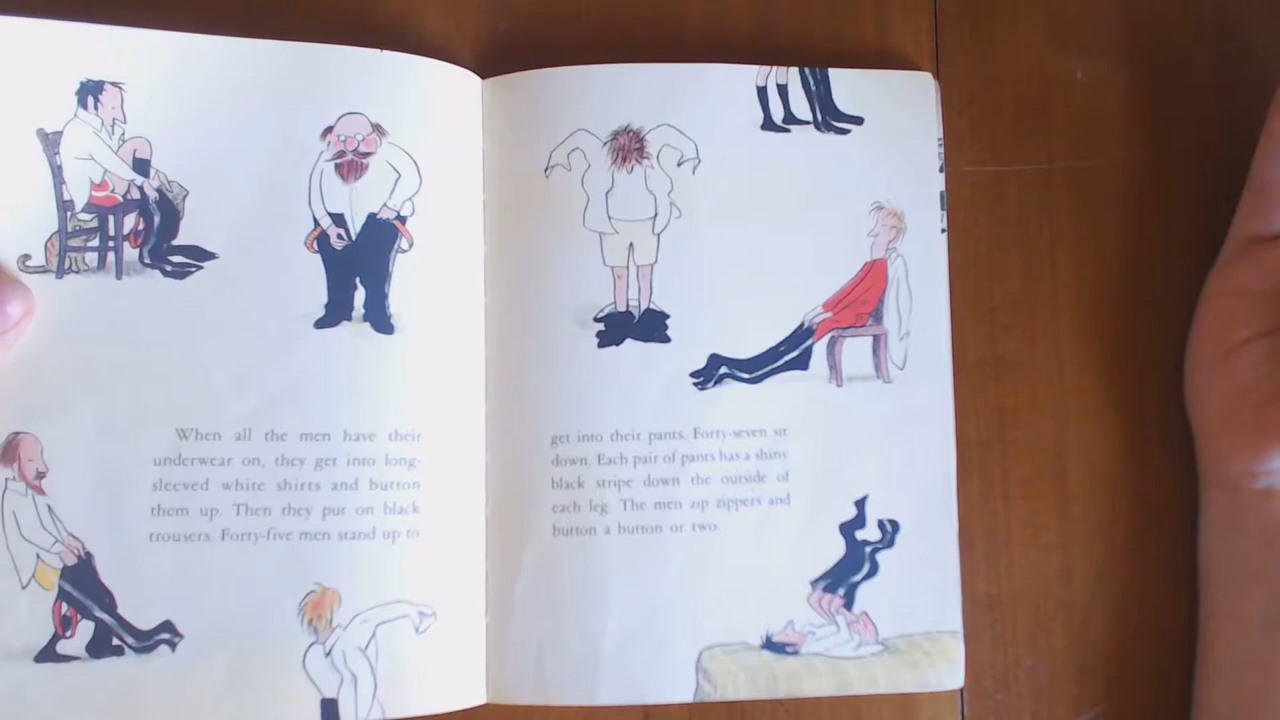 When all the men have their
underwear on, they get into long-
sleeved white shirts and button
them up. Then they put on black
trousers. Forty-five men stand up to
get into their pants. Forty-seven sit
down. Each pair of pants has a shiny
black stripe down the outside of
each leg. The men zip zippers and
button a button or two.